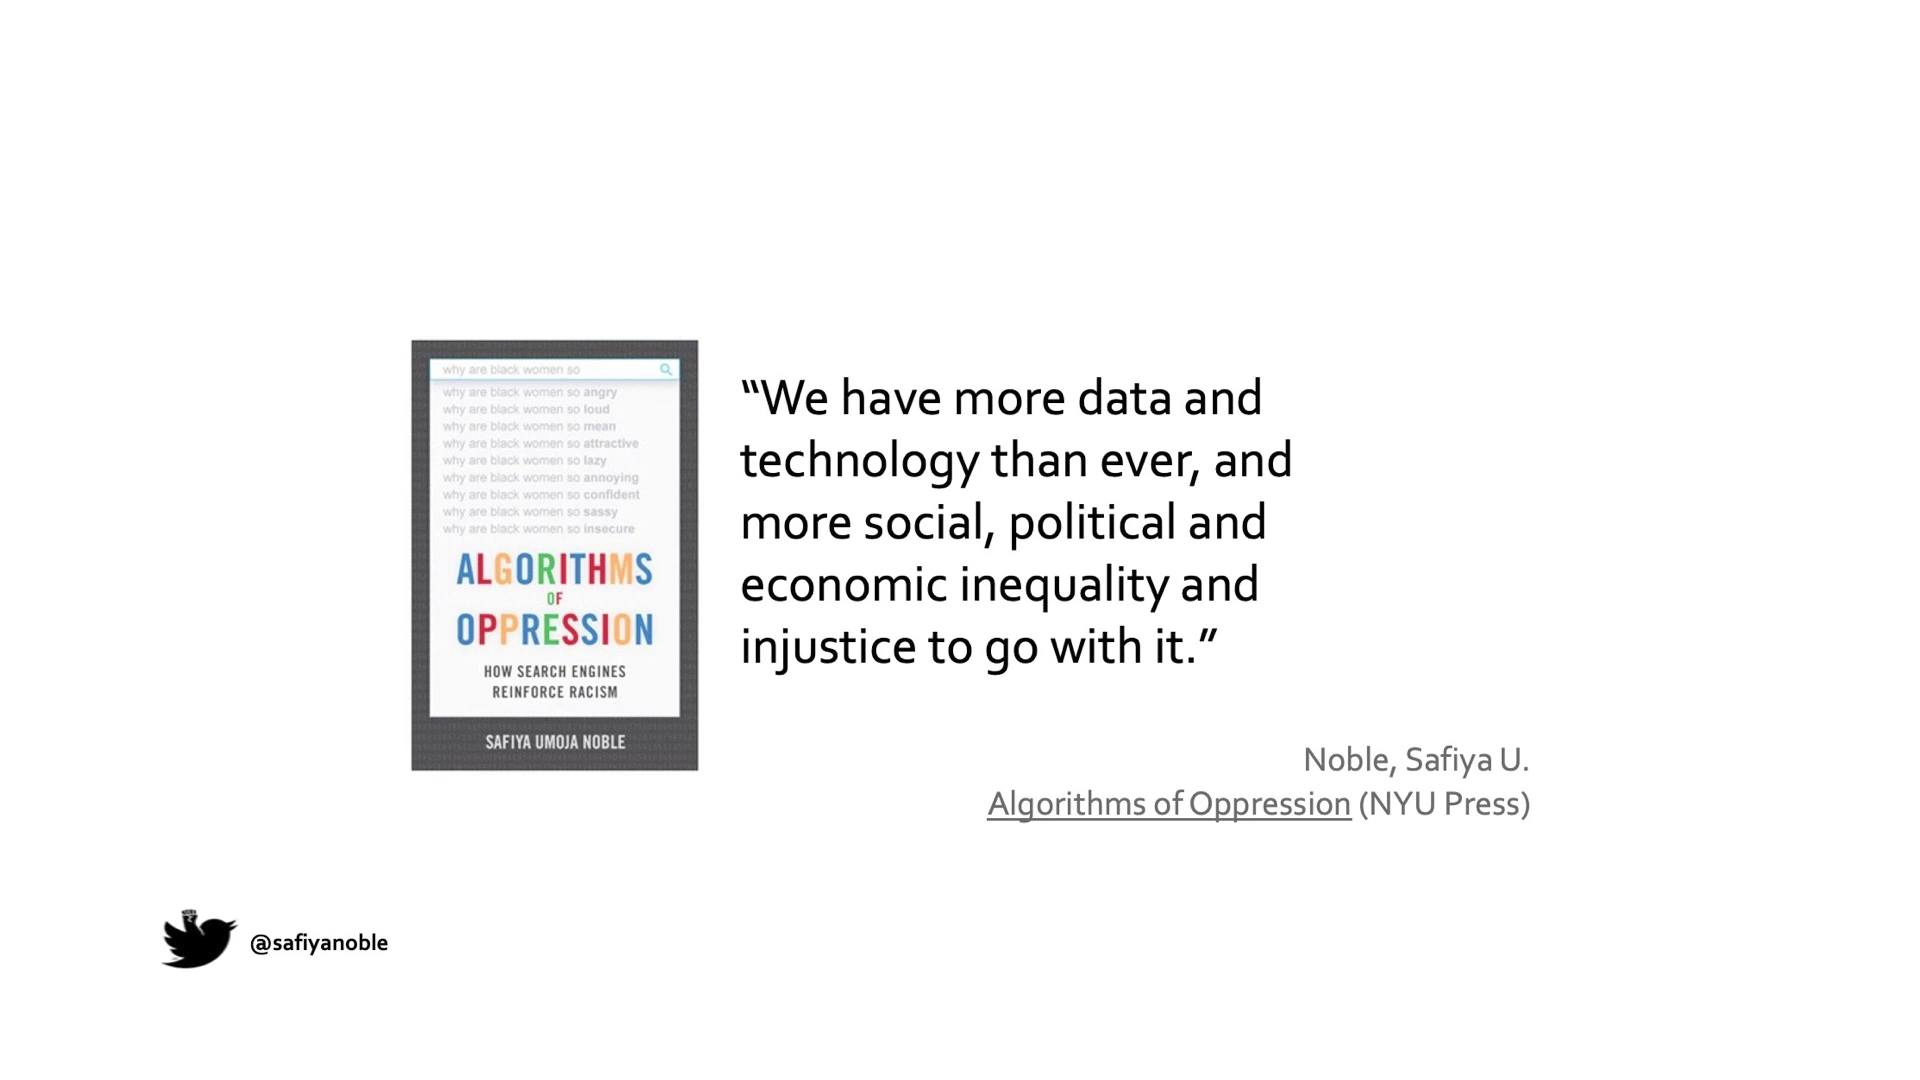 why are black women so
why are black women so angry
why are black women so loud
why are black women so mean
why are black women so attractive
why are black women so lazy
why are black women so annoying
why are black women so confident
why are black women so sassy
why are black women so insecure
ALGORITHMS
OF
OPPRESSION
HOW SEARCH ENGINES
REINFORCE RACISM
SAFIYA UMOJA NOBLE
“We have more data and
technology than ever, and
more social, political and
economic inequality and
injustice to go with it.”
Noble, Safiya U.
Algorithms of Oppression (NYU Press)
@safiyanoble